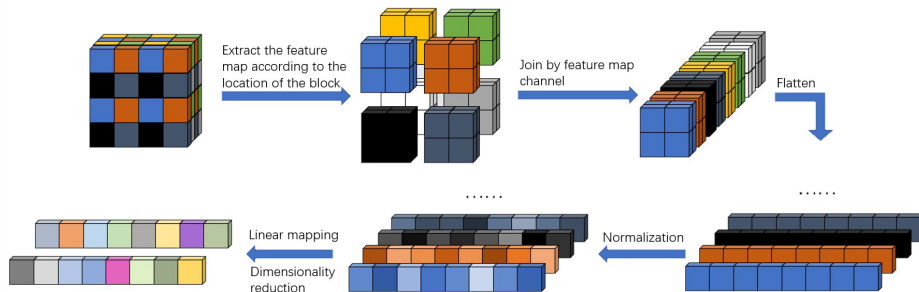 Extract the feature
map according to the
location of the block
Join by feature map
channel
Flatten
......
......
Linear mapping
Dimensionality
reduction
Normalization